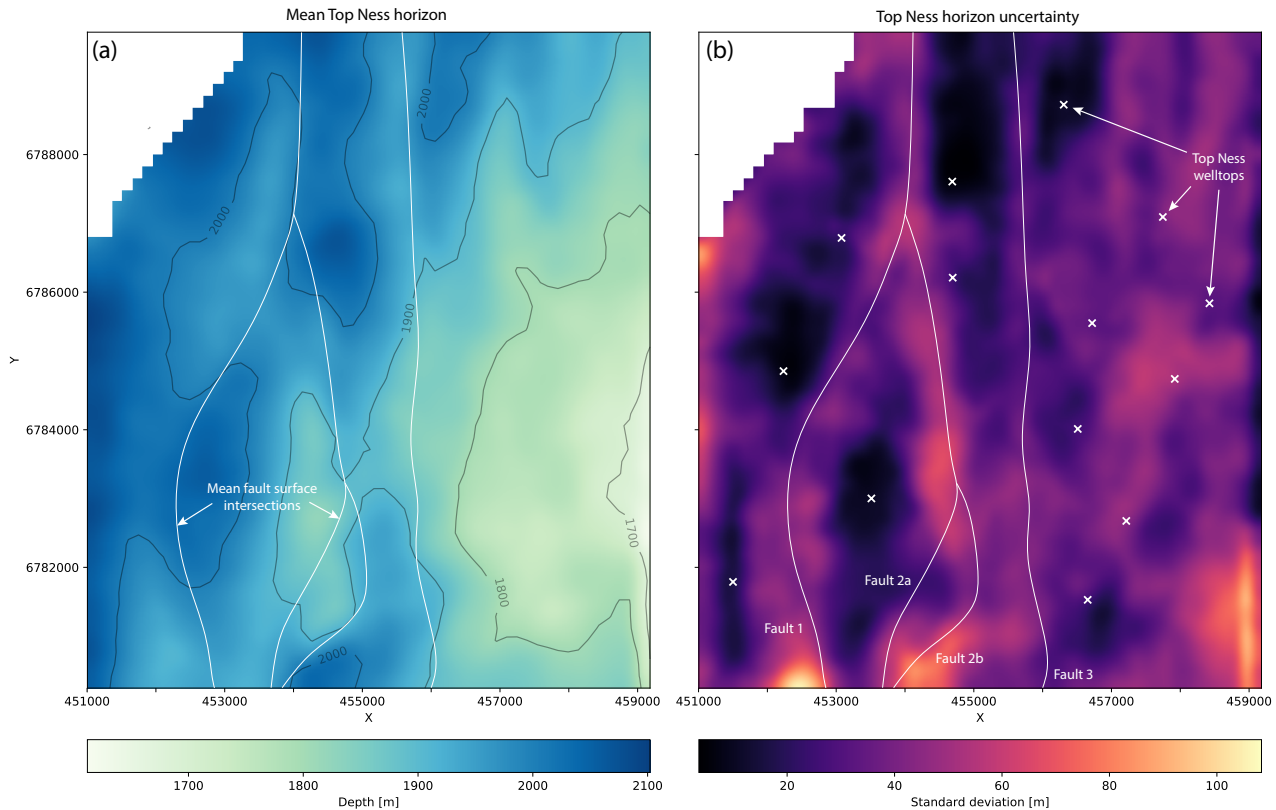 Mean Top Ness horizon
(a)
2000
2000
1900
1800
1700
2000
Mean fault surface
intersections
6788000
6786000
6784000
6782000
Y
451000
453000
455000
457000
459000
X
1700
1800
1900
2000
2100
Depth [m]
Top Ness horizon uncertainty
(b)
Top Ness
welltops
Fault 1
Fault 2a
Fault 2b
Fault 3
451000
453000
455000
457000
459000
X
20
40
60
80
100
Standard deviation [m]